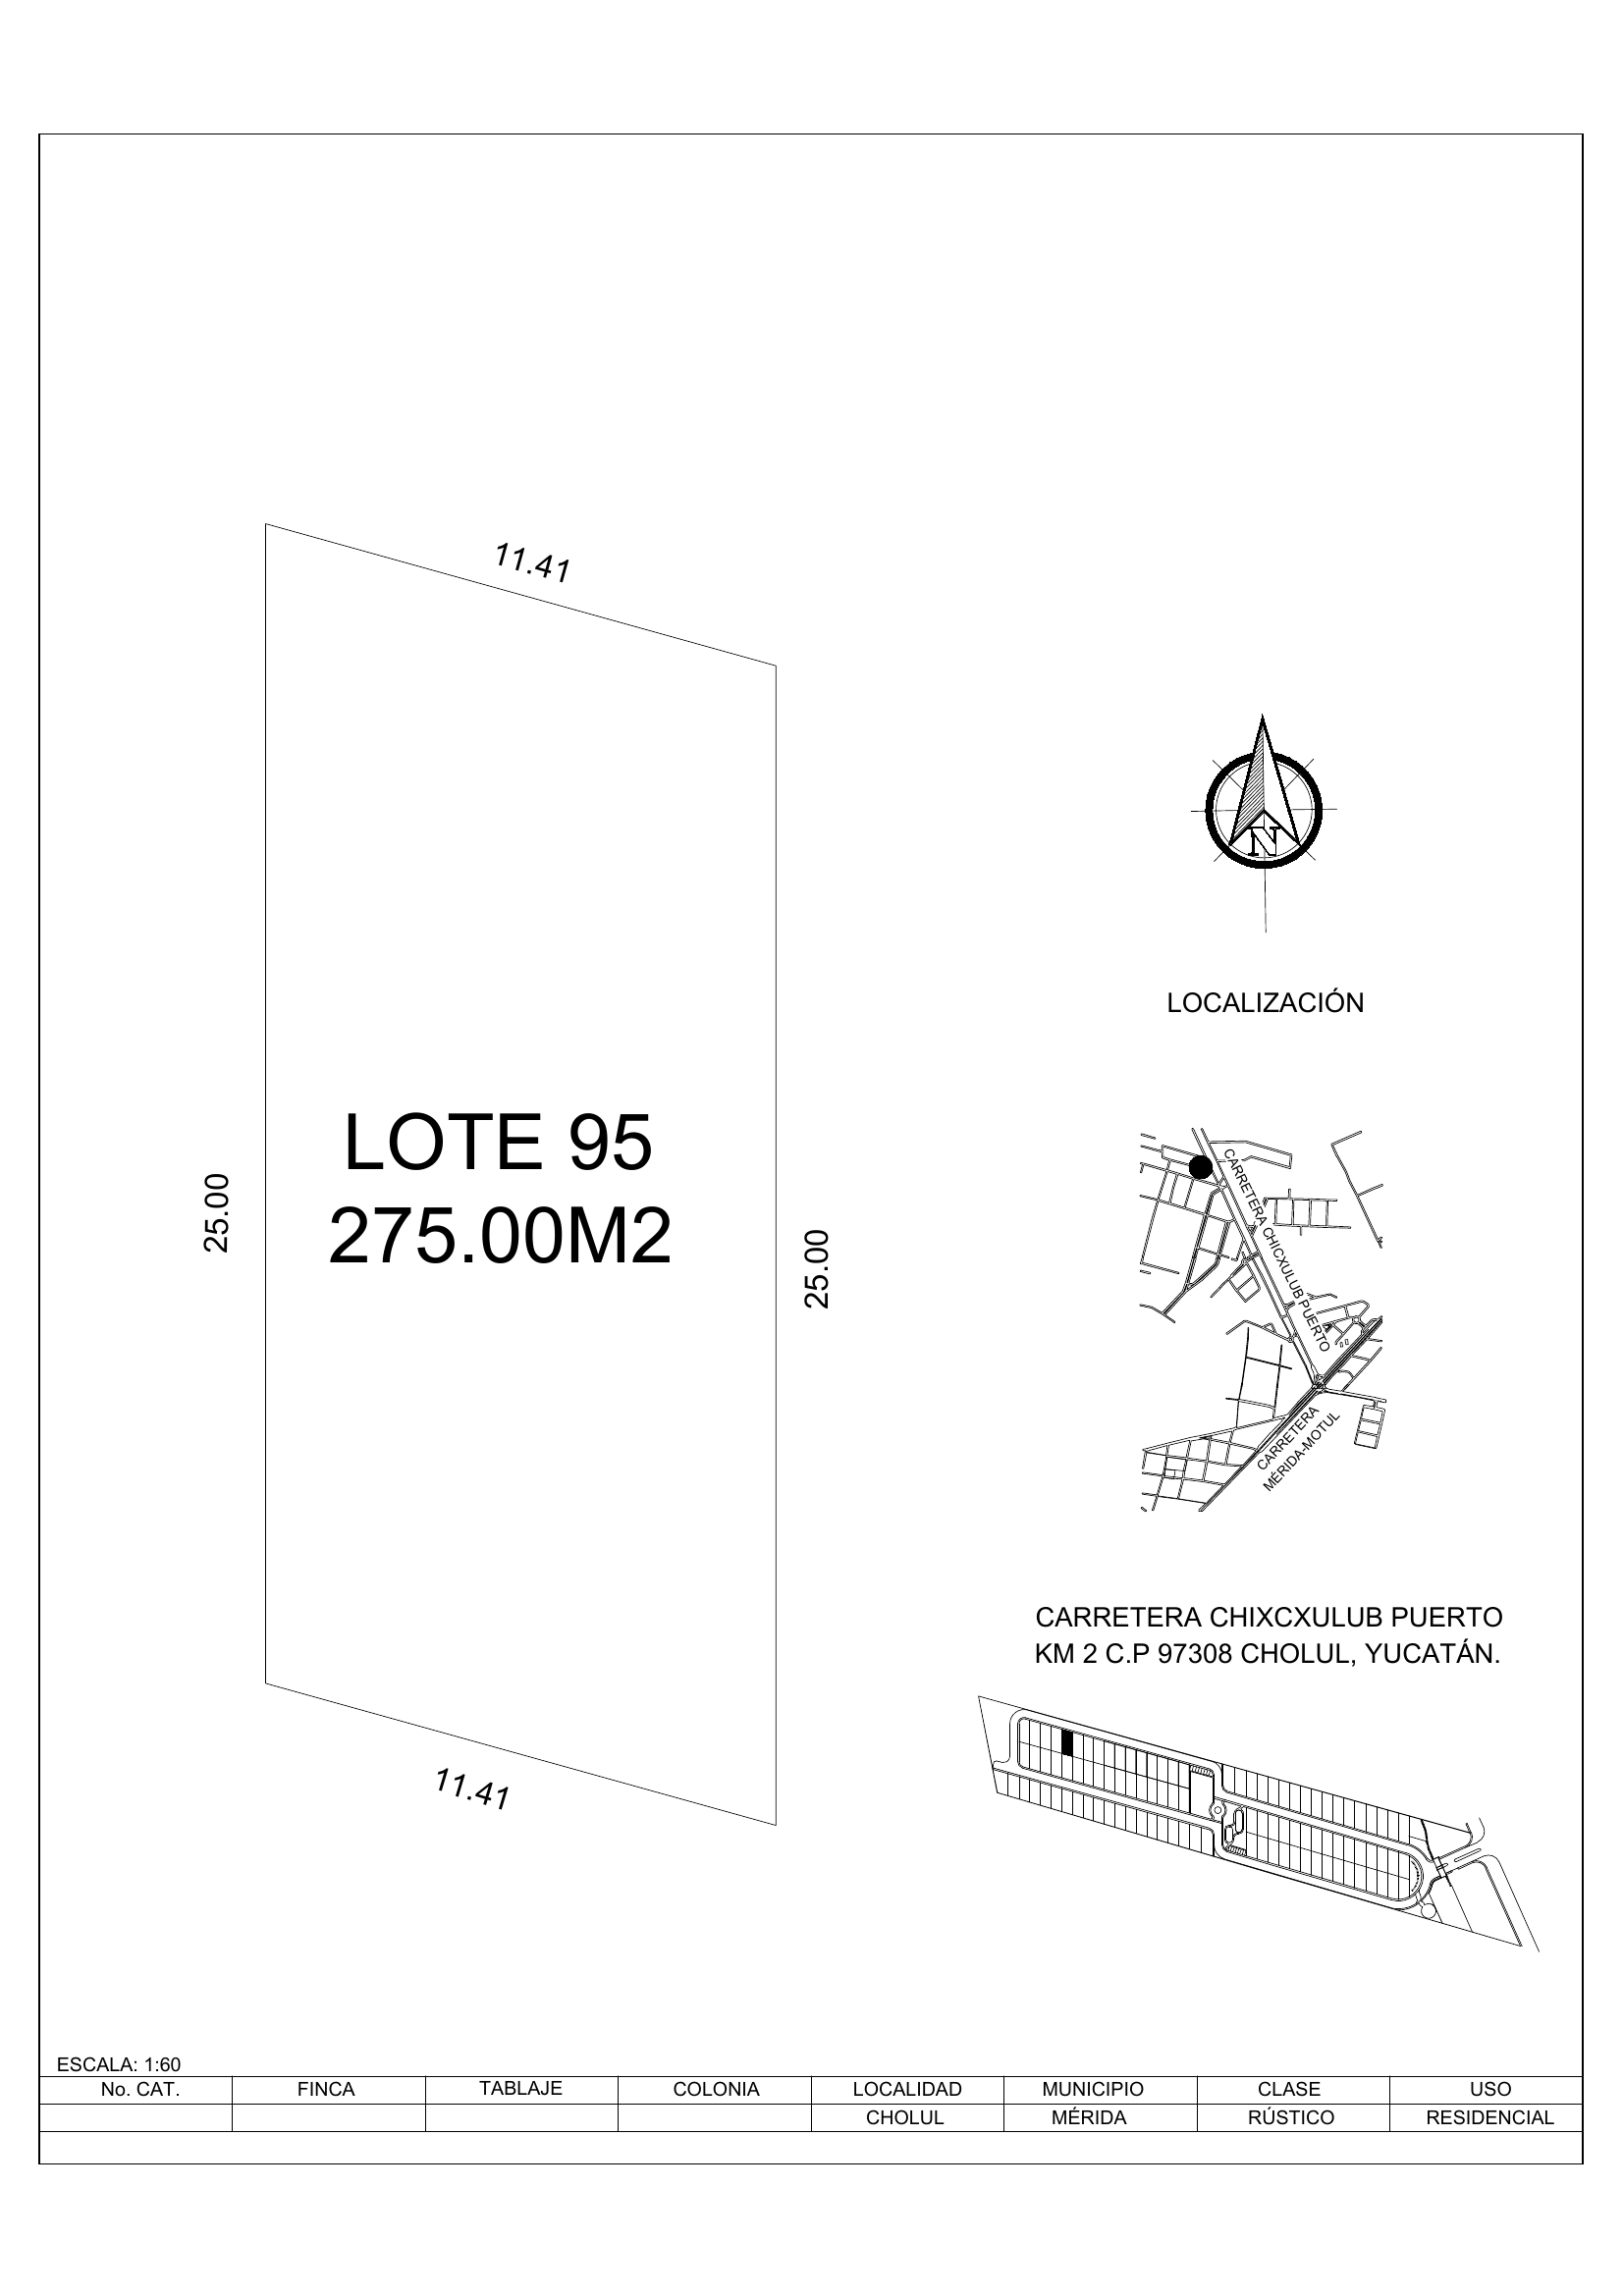 11.41
25.00
LOTE 95
275.00M2
25.00
11.41
N
LOCALIZACIÓN
CARRETERA CHICXULUB PUERTO
CARRETERA
MÉRIDA-MOTUL
CARRETERA CHIXCXULUB PUERTO
KM 2 C.P 97308 CHOLUL, YUCATÁN.
ESCALA: 1:60
No. CAT. FINCA TABLAJE COLONIA LOCALIDAD MUNICIPIO CLASE USO
CHOLUL MÉRIDA RÚSTICO RESIDENCIAL